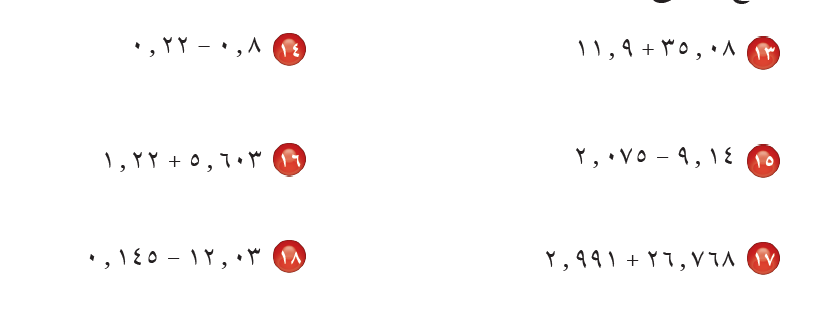 ١٣ ٣٥,٠٨ + ١١,٩
١٤ ٠,٨ – ٠,٢٢
١٥ ٩,١٤ – ٢,٠٧٥
١٦ ٥,٦٠٣ + ١,٢٢
١٧ ٢٦,٧٦٨ + ٢,٩٩١
١٨ ١٢,٠٣ – ٠,١٤٥